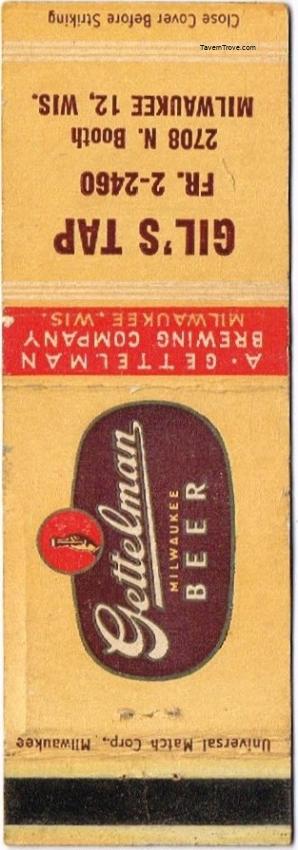 TavernTrove.com
Close Cover Before Striking
GIL'S TAP
FR. 2-2460
2708 N. Booth
MILWAUKEE 12, WIS.
A·GETTELMAN
BREWING COMPANY
MILWAUKEE, WIS.
Gettelman
MILWAUKEE
BEER
Universal Match Corp., Milwaukee